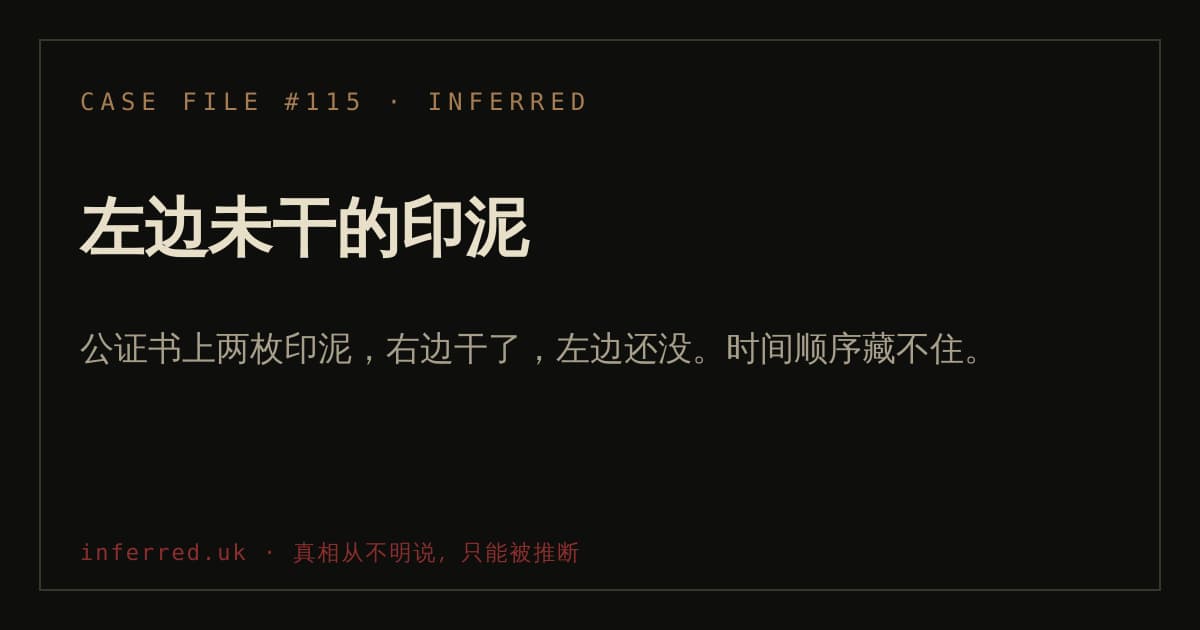 CASE FILE #115 · INFERRED
左边未干的印泥
公证书上两枚印泥，右边干了，左边还没。时间顺序藏不住。
inferred.uk · 真相从不明说，只能被推断